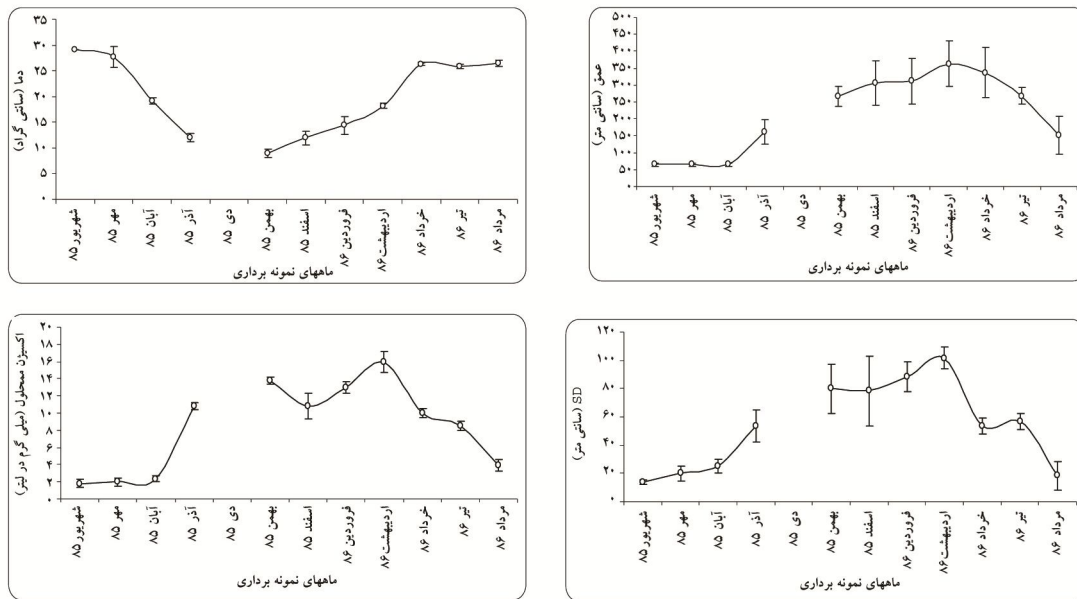 دما (سانتی گراد)
۳۵
۳۰
۲۵
۲۰
۱۵
۱۰
۵
۰
شهریور ۸۵
مهر ۸۵
آبان ۸۵
آذر ۸۵
دی ۸۵
بهمن ۸۵
اسفند ۸۵
فروردین ۸۶
اردیبهشت ۸۶
خرداد ۸۶
تیر ۸۶
مرداد ۸۶
ماههای نمونه برداری
عمق (سانتی متر)
۵۰۰
۴۵۰
۴۰۰
۳۵۰
۳۰۰
۲۵۰
۲۰۰
۱۵۰
۱۰۰
۵۰
۰
شهریور ۸۵
مهر ۸۵
آبان ۸۵
آذر ۸۵
دی ۸۵
بهمن ۸۵
اسفند ۸۵
فروردین ۸۶
اردیبهشت ۸۶
خرداد ۸۶
تیر ۸۶
مرداد ۸۶
ماههای نمونه برداری
اکسیژن محلول (میلی گرم در لیتر)
۲۰
۱۸
۱۶
۱۴
۱۲
۱۰
۸
۶
۴
۲
۰
شهریور ۸۵
مهر ۸۵
آبان ۸۵
آذر ۸۵
دی ۸۵
بهمن ۸۵
اسفند ۸۵
فروردین ۸۶
اردیبهشت ۸۶
خرداد ۸۶
تیر ۸۶
مرداد ۸۶
ماههای نمونه برداری
SD (سانتی متر)
۱۲۰
۱۰۰
۸۰
۶۰
۴۰
۲۰
۰
شهریور ۸۵
مهر ۸۵
آبان ۸۵
آذر ۸۵
دی ۸۵
بهمن ۸۵
اسفند ۸۵
فروردین ۸۶
اردیبهشت ۸۶
خرداد ۸۶
تیر ۸۶
مرداد ۸۶
ماههای نمونه برداری